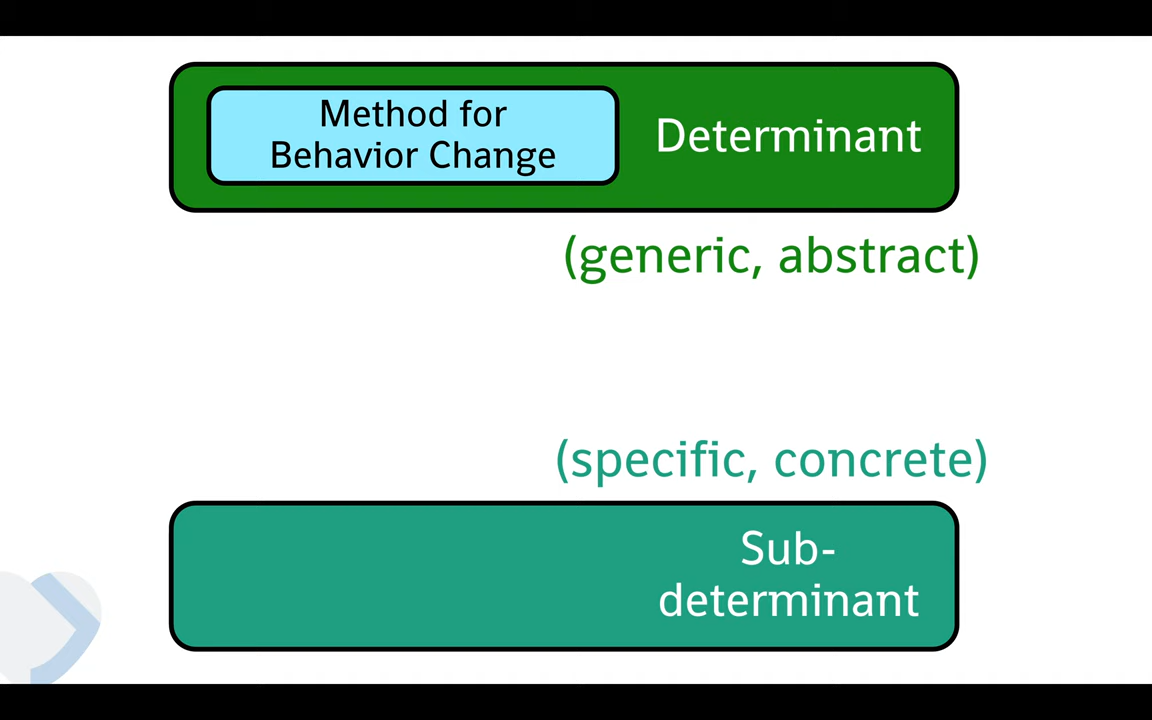 Method for
Behavior Change
Determinant
(generic, abstract)
(specific, concrete)
Sub-
determinant